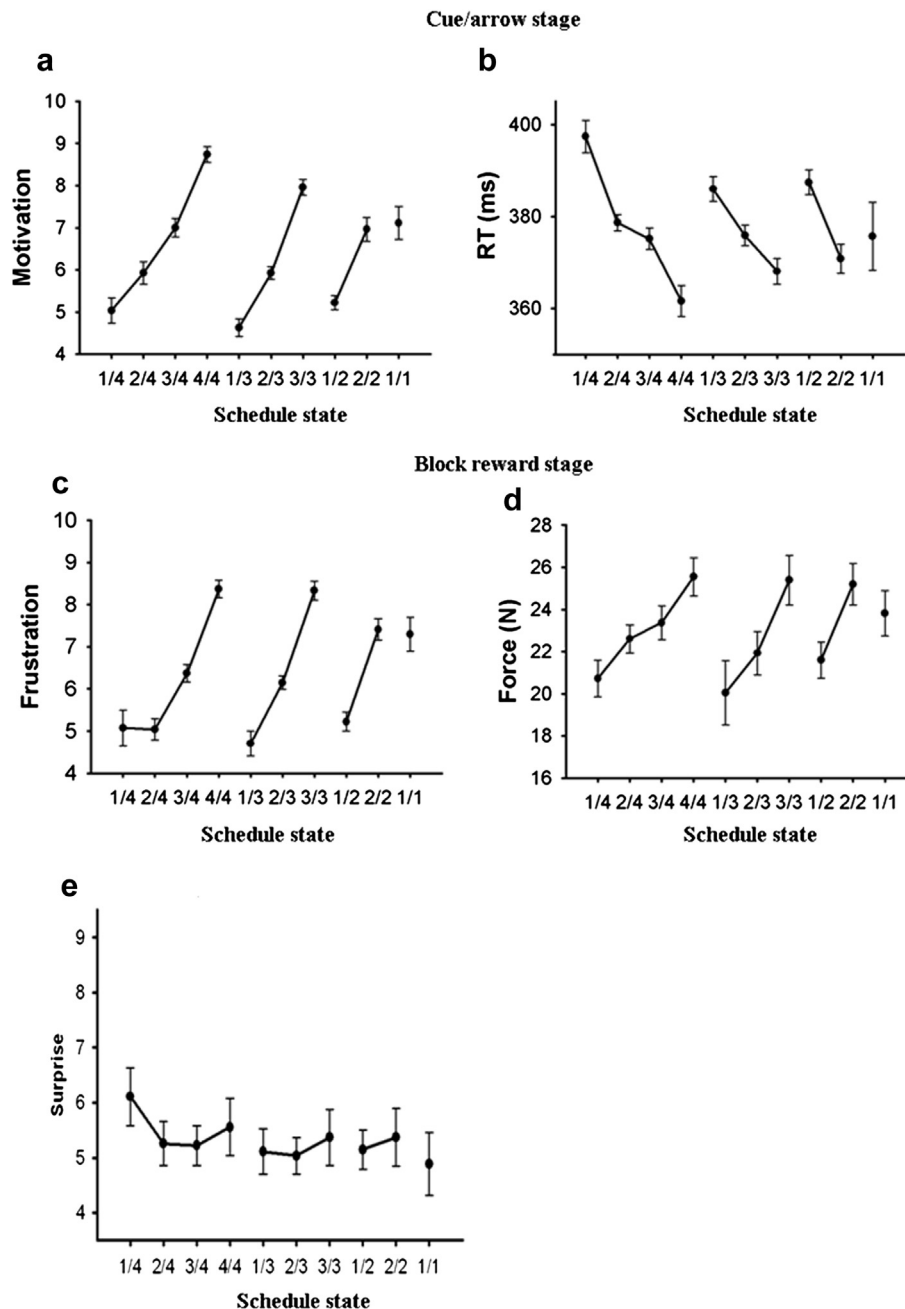 Cue/arrow stage
a
b
10
9
8
7
6
5
4
Motivation
1/4 2/4 3/4 4/4 1/3 2/3 3/3 1/2 2/2 1/1
Schedule state
400
380
360
RT (ms)
1/4 2/4 3/4 4/4 1/3 2/3 3/3 1/2 2/2 1/1
Schedule state
Block reward stage
c
d
10
9
8
7
6
5
4
Frustration
1/4 2/4 3/4 4/4 1/3 2/3 3/3 1/2 2/2 1/1
Schedule state
28
26
24
22
20
18
16
Force (N)
1/4 2/4 3/4 4/4 1/3 2/3 3/3 1/2 2/2 1/1
Schedule state
e
9
8
7
6
5
4
Surprise
1/4 2/4 3/4 4/4 1/3 2/3 3/3 1/2 2/2 1/1
Schedule state